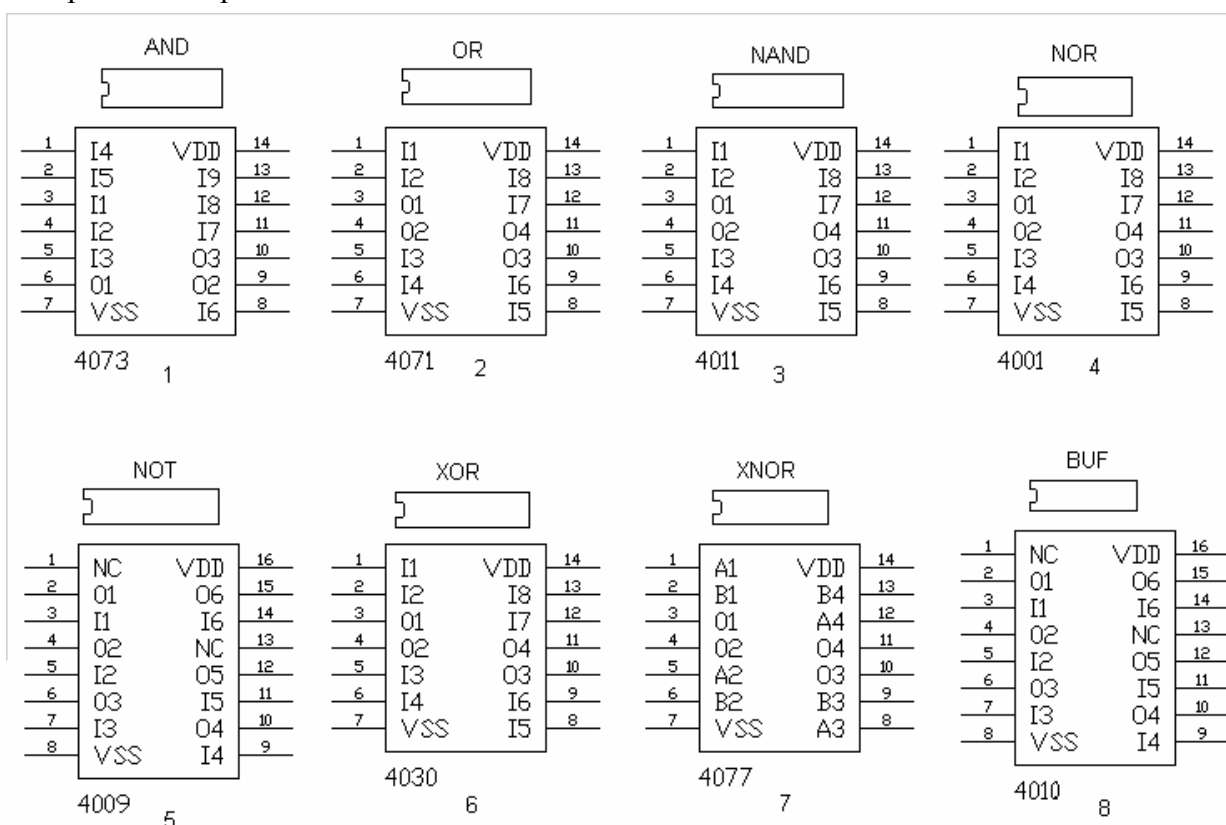 AND
1 I4 VDD 14
2 I5 I9 13
3 I1 I8 12
4 I2 I7 11
5 I3 O3 10
6 O1 O2 9
7 VSS I6 8
4073 1
OR
1 I1 VDD 14
2 I2 I8 13
3 O1 I7 12
4 O2 O4 11
5 I3 O3 10
6 I4 I6 9
7 VSS I5 8
4071 2
NAND
1 I1 VDD 14
2 I2 I8 13
3 O1 I7 12
4 O2 O4 11
5 I3 O3 10
6 I4 I6 9
7 VSS I5 8
4011 3
NOR
1 I1 VDD 14
2 I2 I8 13
3 O1 I7 12
4 O2 O4 11
5 I3 O3 10
6 I4 I6 9
7 VSS I5 8
4001 4
NOT
1 NC VDD 16
2 O1 O6 15
3 I1 I6 14
4 O2 NC 13
5 I2 O5 12
6 O3 I5 11
7 I3 O4 10
8 VSS I4 9
4009 5
XOR
1 I1 VDD 14
2 I2 I8 13
3 O1 I7 12
4 O2 O4 11
5 I3 O3 10
6 I4 I6 9
7 VSS I5 8
4030 6
XNOR
1 A1 VDD 14
2 B1 B4 13
3 O1 A4 12
4 O2 O4 11
5 A2 O3 10
6 B2 B3 9
7 VSS A3 8
4077 7
BUF
1 NC VDD 16
2 O1 O6 15
3 I1 I6 14
4 O2 NC 13
5 I2 O5 12
6 O3 I5 11
7 I3 O4 10
8 VSS I4 9
4010 8